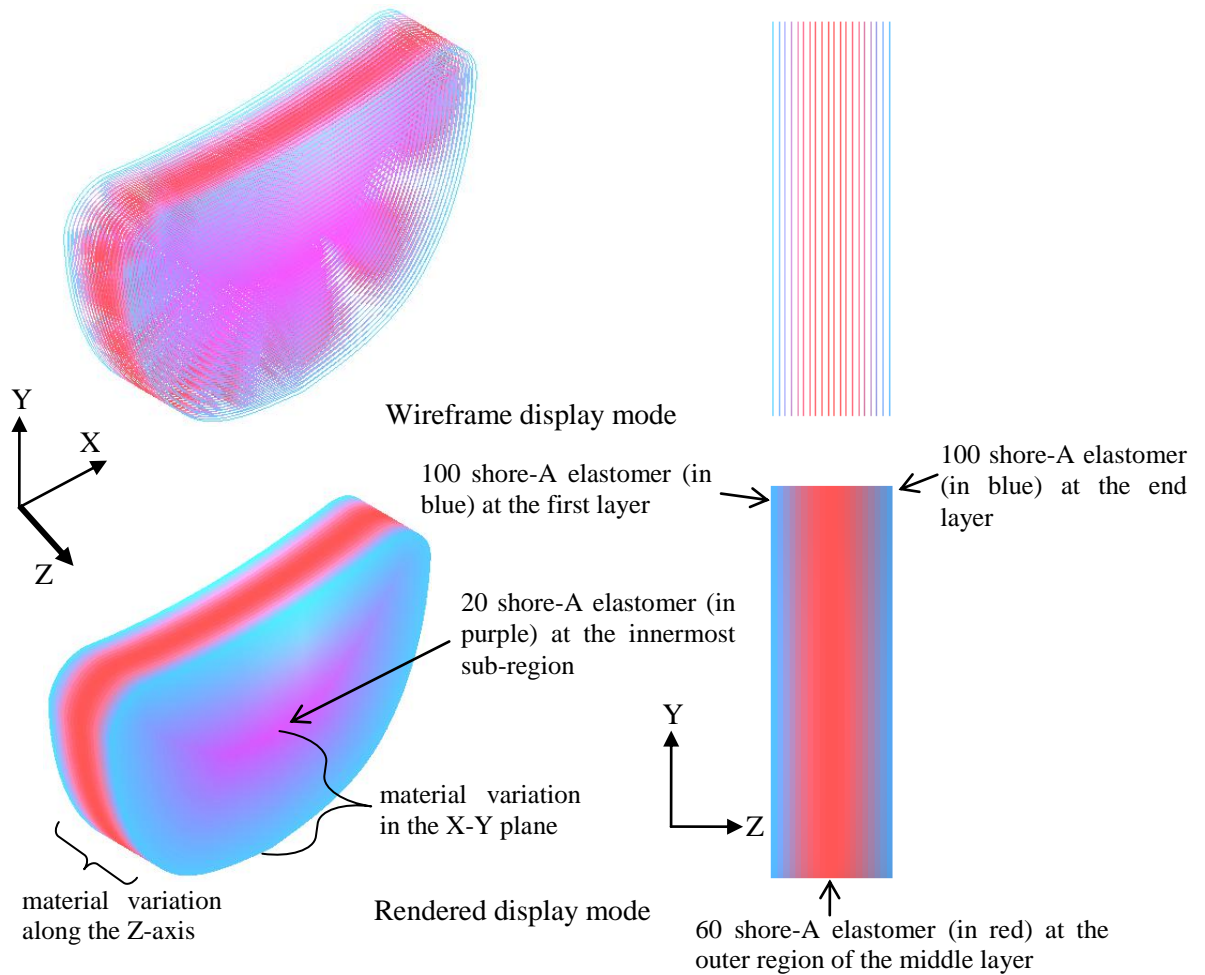 Wireframe display mode
Y
X
Z
100 shore-A elastomer (in
blue) at the first layer
100 shore-A elastomer
(in blue) at the end
layer
20 shore-A elastomer (in
purple) at the innermost
sub-region
material variation
in the X-Y plane
Y
Z
material variation
along the Z-axis
Rendered display mode
60 shore-A elastomer (in red) at the
outer region of the middle layer